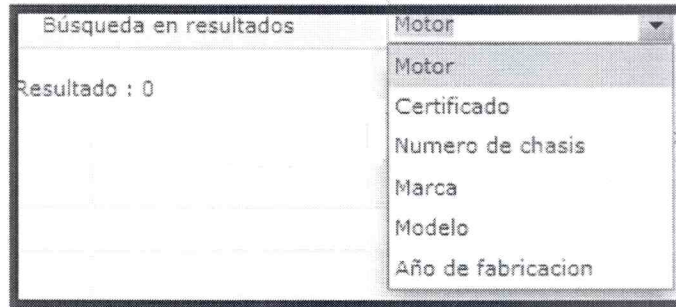 Búsqueda en resultados
Motor
Motor
Resultado : 0
Certificado
Numero de chasis
Marca
Modelo
Año de fabricacion